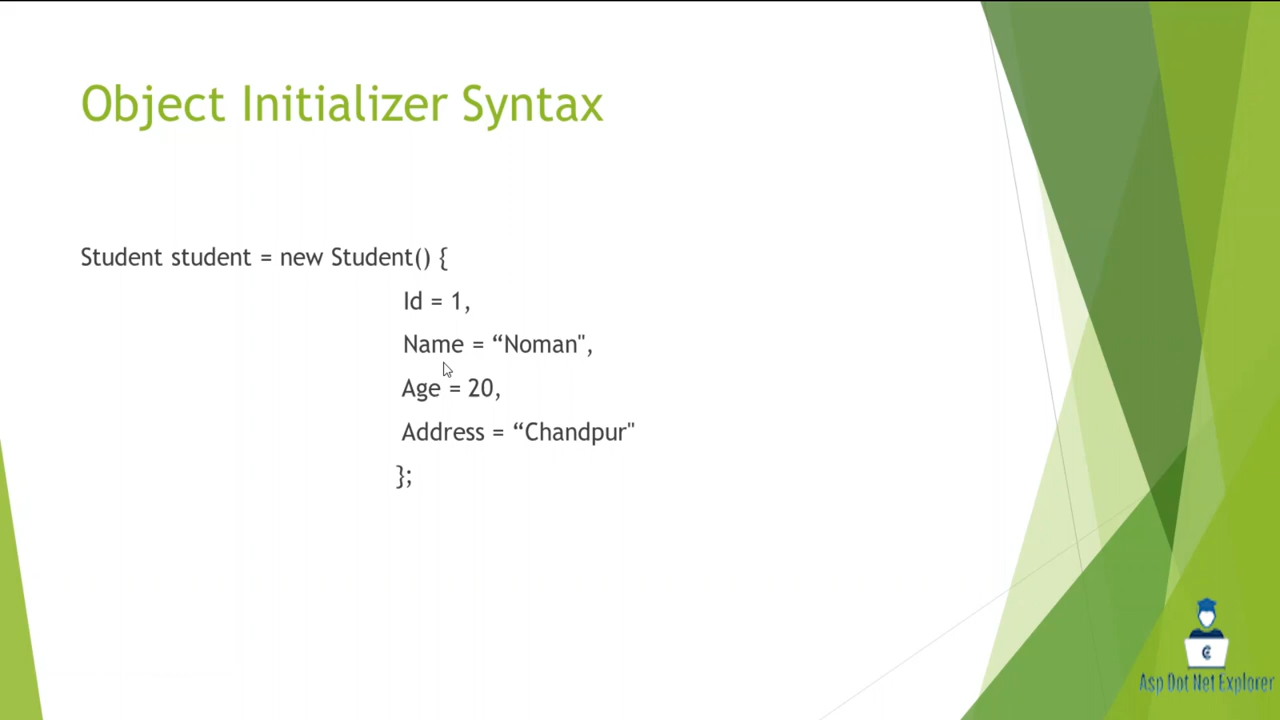 Object Initializer Syntax
Student student = new Student() {
Id = 1,
Name = “Noman",
Age = 20,
Address = “Chandpur"
};
Asp Dot Net Explorer